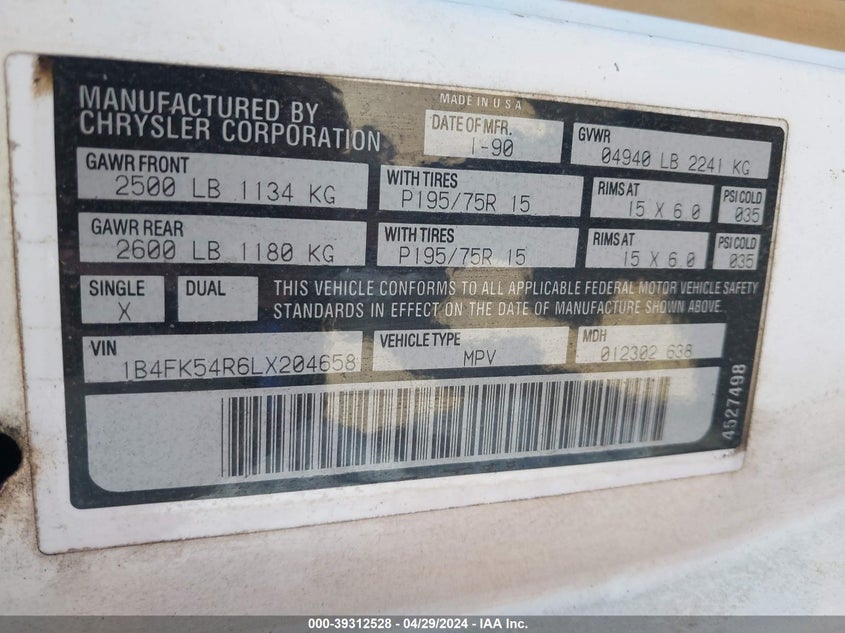 MADE IN U S A
MANUFACTURED BY
CHRYSLER CORPORATION
DATE OF MFR.
1-90
GVWR
04940 LB 2241 KG
GAWR FRONT
2500 LB 1134 KG
WITH TIRES
P195/75R 15
RIMS AT
15 X 6.0
PSI COLD
035
GAWR REAR
2600 LB 1180 KG
WITH TIRES
P195/75R 15
RIMS AT
15 X 6.0
PSI COLD
035
SINGLE
X
DUAL
THIS VEHICLE CONFORMS TO ALL APPLICABLE FEDERAL MOTOR VEHICLE SAFETY
STANDARDS IN EFFECT ON THE DATE OF MANUFACTURE SHOWN ABOVE.
VIN
1B4FK54R6LX204658
VEHICLE TYPE
MPV
MDH
012302 638
4527498
000-39312528 - 04/29/2024 - IAA Inc.